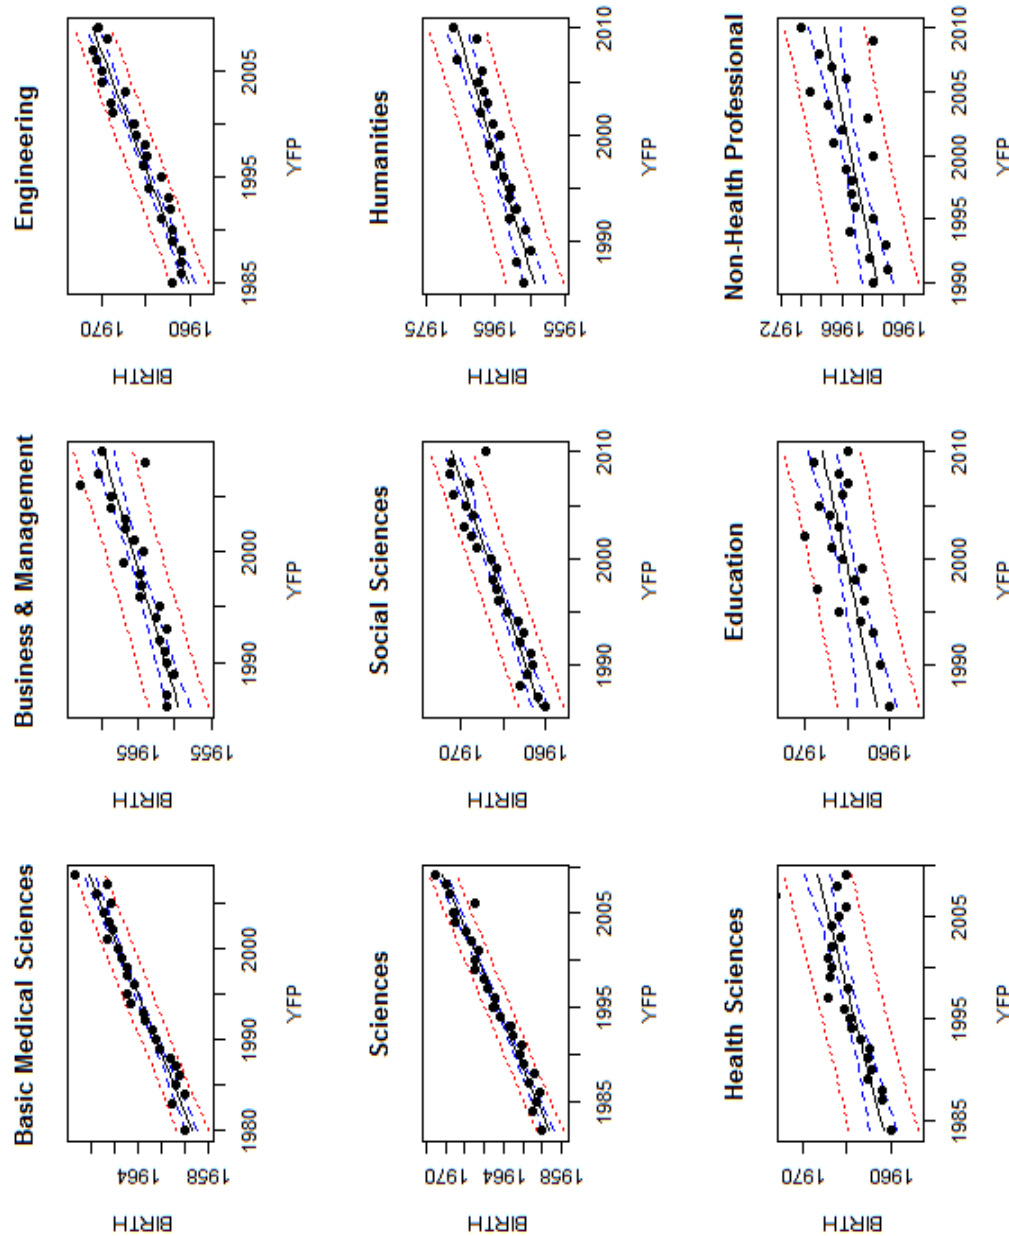 Basic Medical Sciences
BIRTH
1964
1958
1980
1990
2000
YFP
Business & Management
BIRTH
1965
1955
1990
2000
YFP
Engineering
BIRTH
1970
1960
1985
1995
2005
YFP
Sciences
BIRTH
1970
1964
1958
1985
1995
2005
YFP
Social Sciences
BIRTH
1970
1960
1990
2000
2010
YFP
Humanities
BIRTH
1975
1965
1955
1990
2000
2010
YFP
Health Sciences
BIRTH
1970
1960
1985
1995
2005
YFP
Education
BIRTH
1970
1960
1990
2000
2010
YFP
Non-Health Professional
BIRTH
1972
1966
1960
1990
1995
2000
2005
2010
YFP